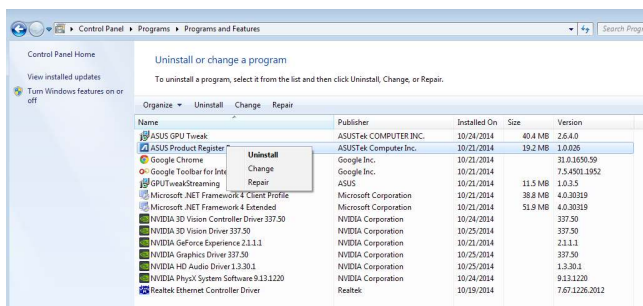 Control Panel ▸ Programs ▸ Programs and Features
Search Prog
Control Panel Home
View installed updates
Turn Windows features on or off
Uninstall or change a program
To uninstall a program, select it from the list and then click Uninstall, Change, or Repair.
Organize Uninstall Change Repair
Name Publisher Installed On Size Version
ASUS GPU Tweak ASUSTek COMPUTER INC. 10/24/2014 40.4 MB 2.6.4.0
ASUS Product Register ASUSTek Computer Inc. 10/21/2014 19.2 MB 1.0.026
Google Chrome Google Inc. 10/21/2014 31.0.1650.59
Google Toolbar for Inte Google Inc. 10/21/2014 7.5.4501.1952
GPUTweakStreaming ASUS 10/21/2014 11.5 MB 1.0.3.5
Microsoft .NET Framework 4 Client Profile Microsoft Corporation 10/21/2014 38.8 MB 4.0.30319
Microsoft .NET Framework 4 Extended Microsoft Corporation 10/21/2014 51.9 MB 4.0.30319
NVIDIA 3D Vision Controller Driver 337.50 NVIDIA Corporation 10/24/2014 337.50
NVIDIA 3D Vision Driver 337.50 NVIDIA Corporation 10/25/2014 337.50
NVIDIA GeForce Experience 2.1.1.1 NVIDIA Corporation 10/21/2014 2.1.1.1
NVIDIA Graphics Driver 337.50 NVIDIA Corporation 10/25/2014 337.50
NVIDIA HD Audio Driver 1.3.30.1 NVIDIA Corporation 10/25/2014 1.3.30.1
NVIDIA PhysX System Software 9.13.1220 NVIDIA Corporation 10/24/2014 9.13.1220
Realtek Ethernet Controller Driver Realtek 10/19/2014 7.67.1226.2012
Uninstall
Change
Repair